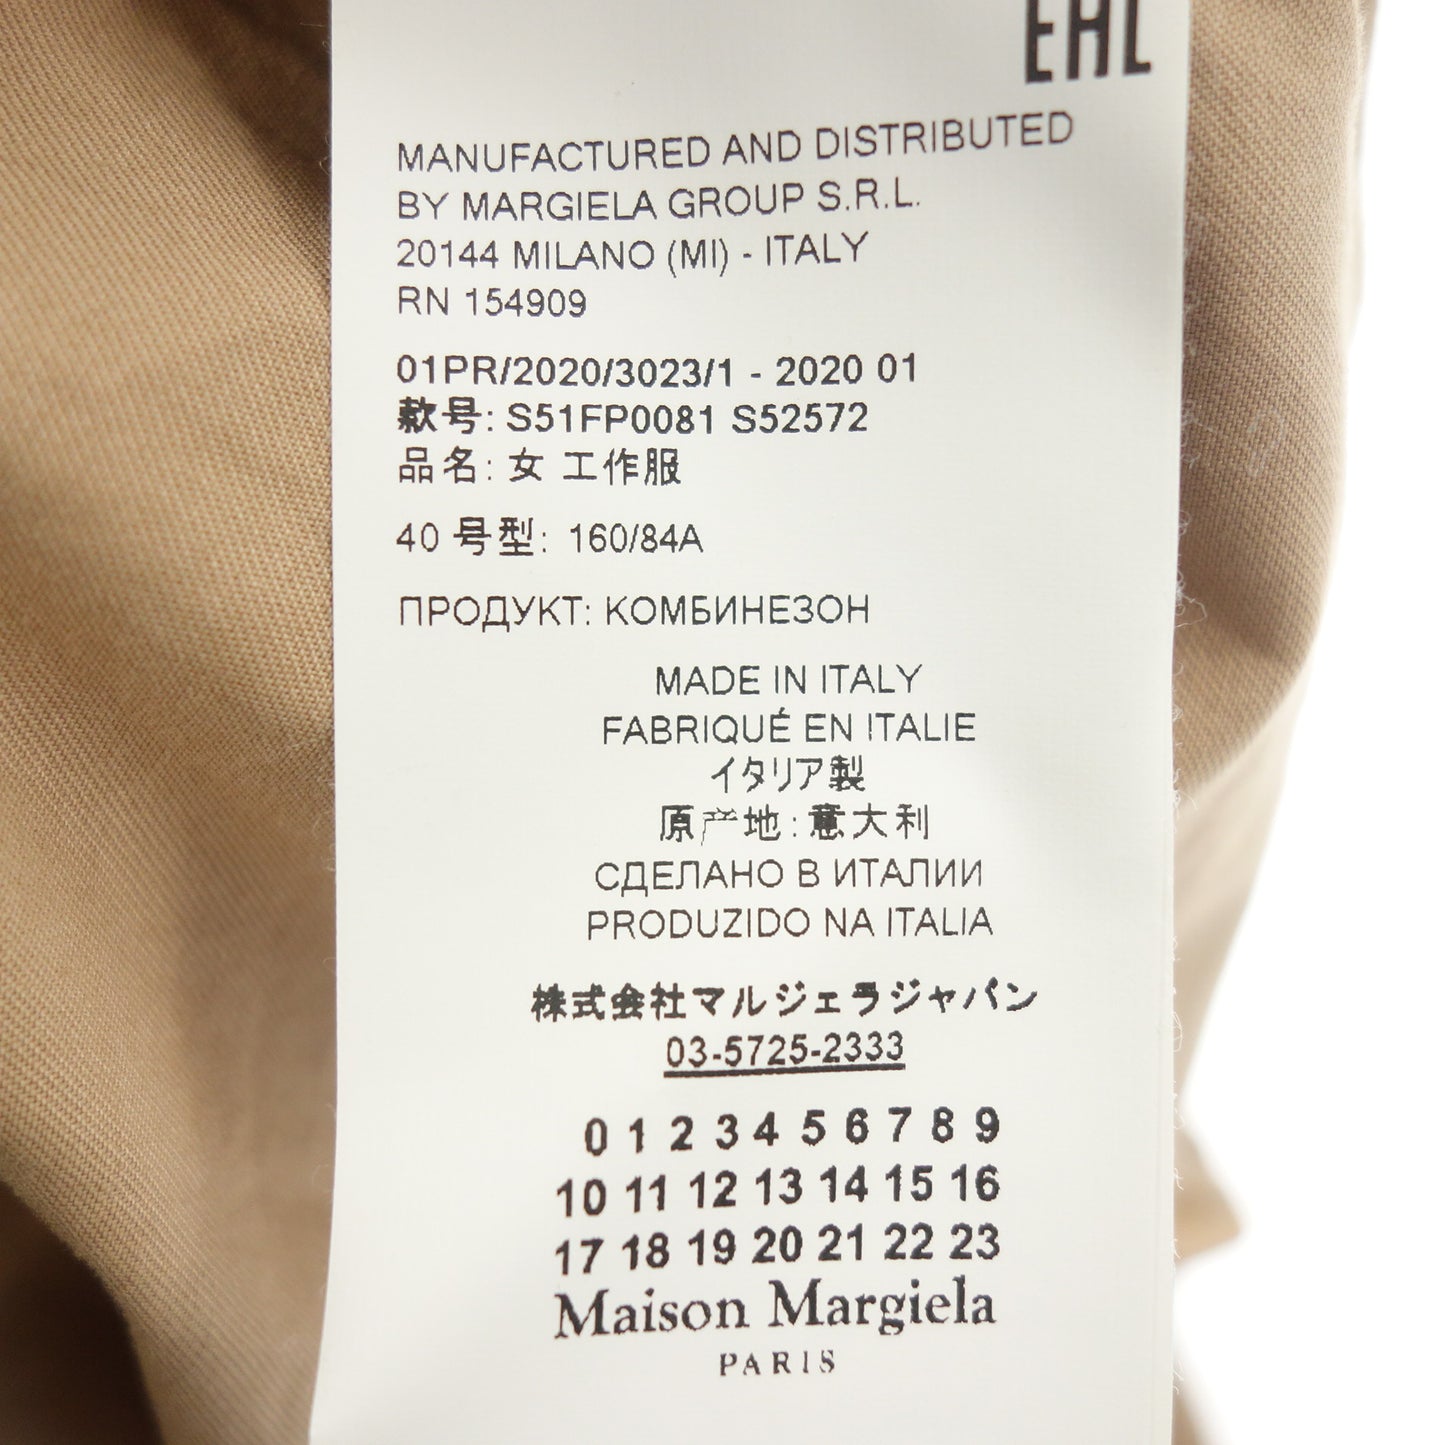 EAC
MANUFACTURED AND DISTRIBUTED
BY MARGIELA GROUP S.R.L.
20144 MILANO (MI) - ITALY
RN 154909
01PR/2020/3023/1 - 2020 01
款号: S51FP0081 S52572
品名: 女 工作服
40 号型: 160/84A
ПРОДУКТ: КОМБИНЕЗОН
MADE IN ITALY
FABRIQUÉ EN ITALIE
イタリア製
原产地: 意大利
СДЕЛАНО В ИТАЛИИ
PRODUZIDO NA ITALIA
株式会社マルジェラジャパン
03-5725-2333
0 1 2 3 4 5 6 7 8 9
10 11 12 13 14 15 16
17 18 19 20 21 22 23
Maison Margiela
PARIS